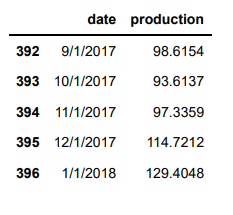 date production
392 9/1/2017 98.6154
393 10/1/2017 93.6137
394 11/1/2017 97.3359
395 12/1/2017 114.7212
396 1/1/2018 129.4048